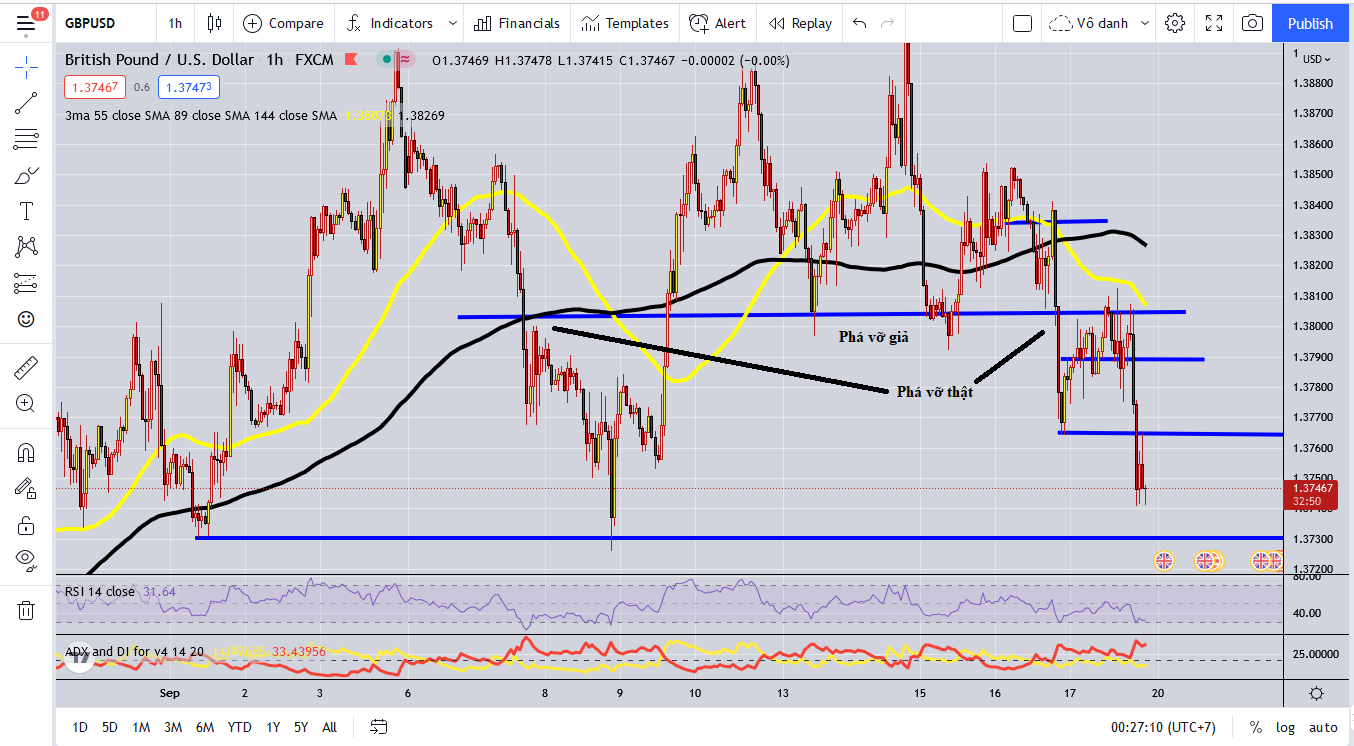 11
GBPUSD 1h Compare Indicators Financials Templates Alert Replay Vô danh Publish
British Pound / U.S. Dollar 1h FXCM O1.37469 H1.37478 L1.37415 C1.37467 −0.00002 (−0.00%)
1.37467 0.6 1.37473
3ma 55 close SMA 89 close SMA 144 close SMA 1.38269
USD
1.38800
1.38700
1.38600
1.38500
1.38400
1.38300
1.38200
1.38100
1.38000
1.37900
1.37800
1.37700
1.37600
1.37500
1.37467
32:50
1.37300
1.37200
Phá vỡ giả
Phá vỡ thật
RSI 14 close 31.64
80.00
40.00
ADX and DI for v4 14 20 33.43956
25.00000
Sep 2 3 6 8 9 10 13 15 16 17 20
1D 5D 1M 3M 6M YTD 1Y 5Y All 00:27:10 (UTC+7) % log auto